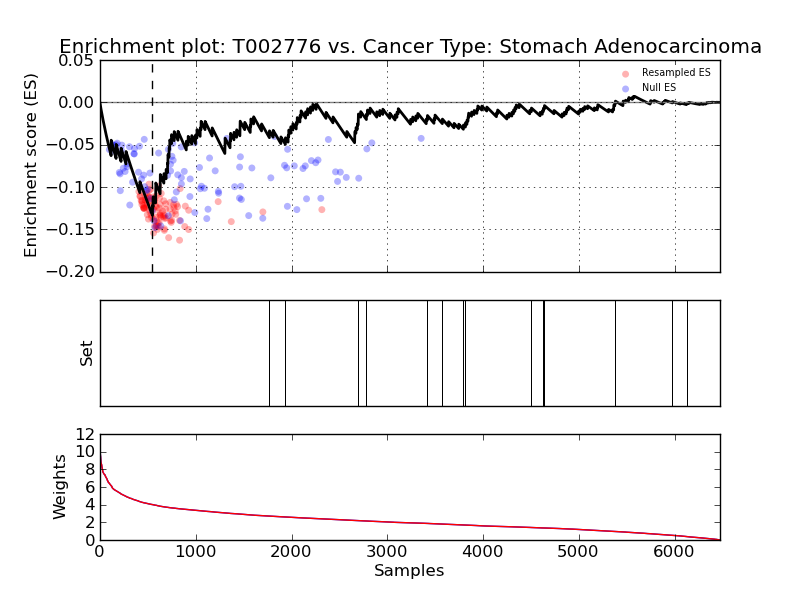 Enrichment plot: T002776 vs. Cancer Type: Stomach Adenocarcinoma
0.05
0.00
−0.05
−0.10
−0.15
−0.20
Enrichment score (ES)
Resampled ES
Null ES
Set
12
10
8
6
4
2
0
Weights
0 1000 2000 3000 4000 5000 6000
Samples